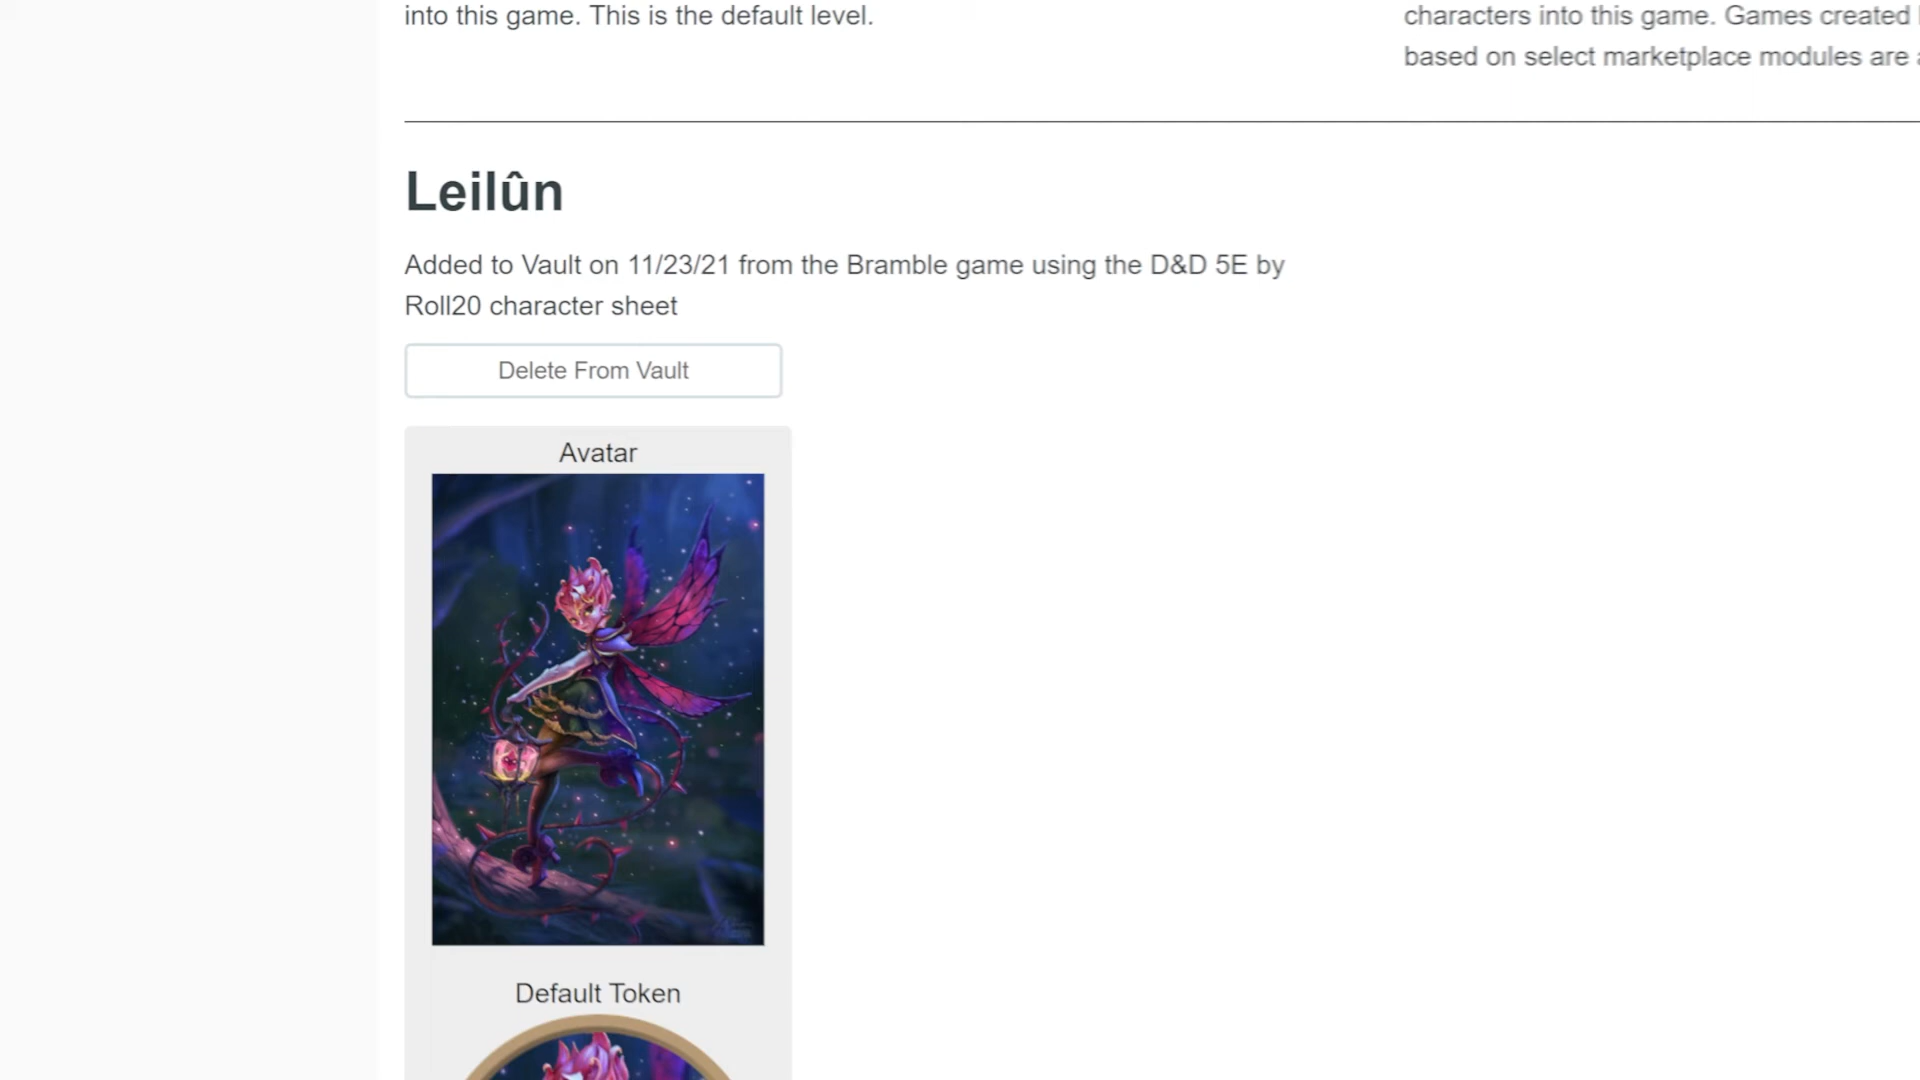 into this game. This is the default level.
characters into this game. Games created
based on select marketplace modules are
Leilûn
Added to Vault on 11/23/21 from the Bramble game using the D&D 5E by
Roll20 character sheet
Delete From Vault
Avatar
Default Token